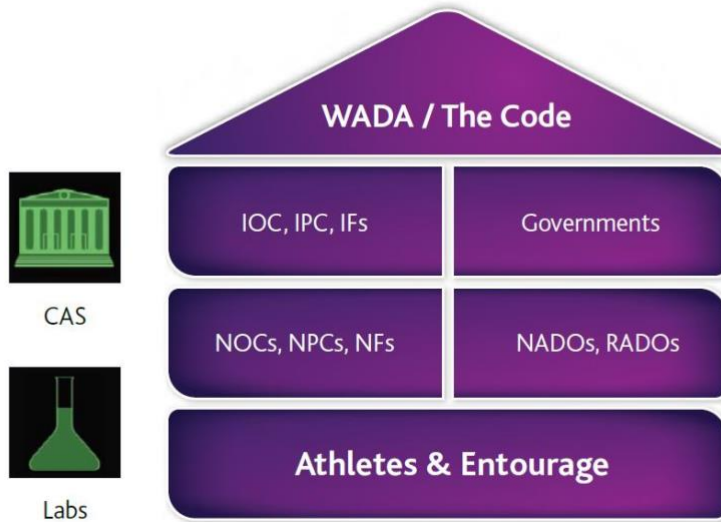 WADA / The Code
IOC, IPC, IFs
Governments
CAS
NOCs, NPCs, NFs
NADOs, RADOs
Athletes & Entourage
Labs